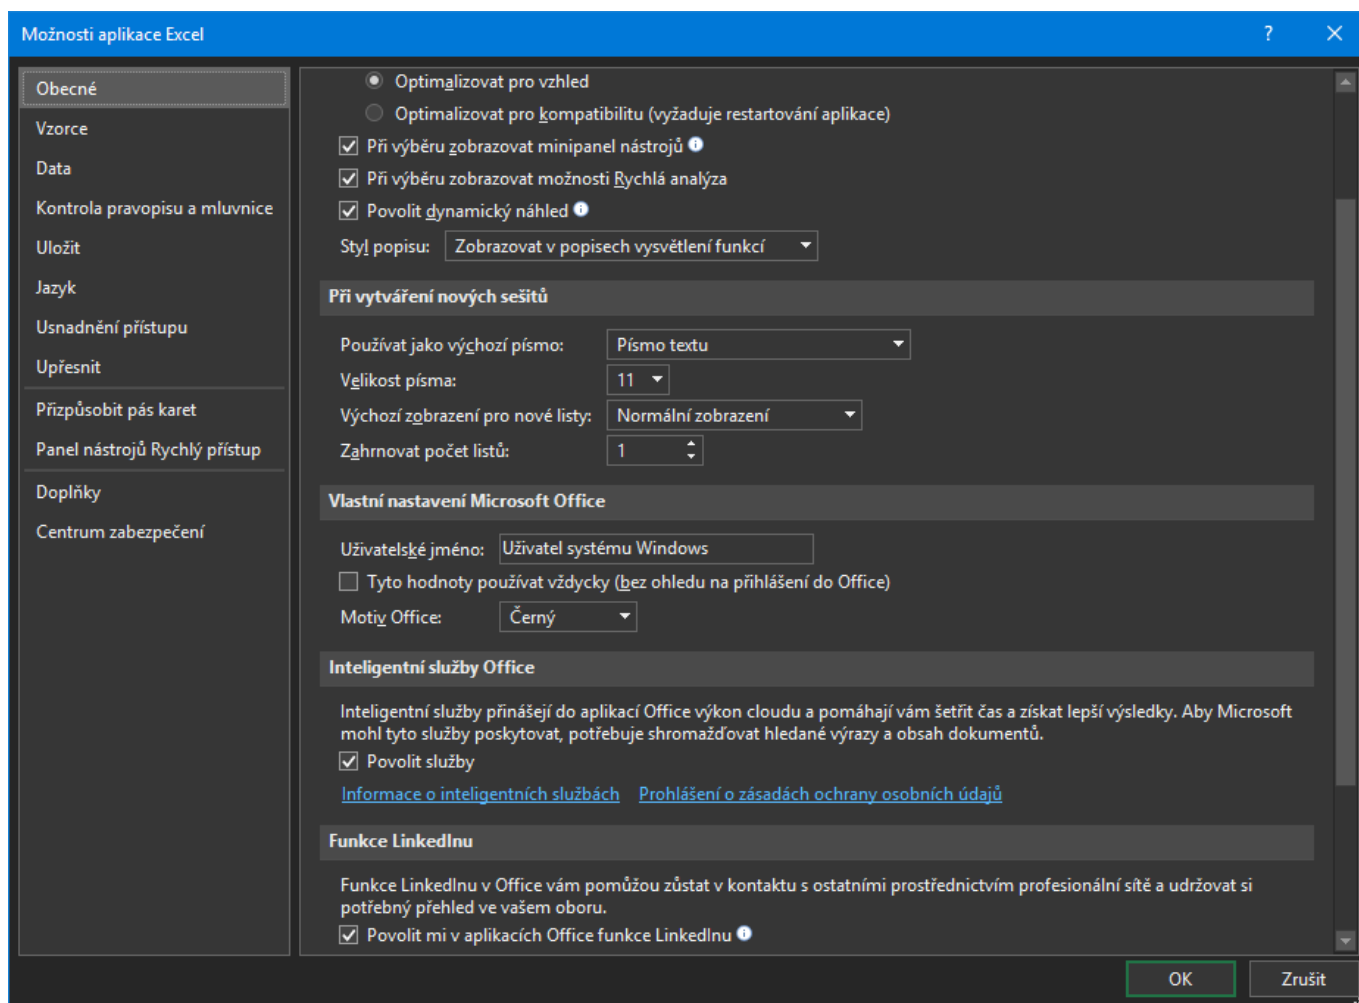 Možnosti aplikace Excel
?
Obecné
Vzorce
Data
Kontrola pravopisu a mluvnice
Uložit
Jazyk
Usnadnění přístupu
Upřesnit
Přizpůsobit pás karet
Panel nástrojů Rychlý přístup
Doplňky
Centrum zabezpečení
Optimalizovat pro vzhled
Optimalizovat pro kompatibilitu (vyžaduje restartování aplikace)
Při výběru zobrazovat minipanel nástrojů
Při výběru zobrazovat možnosti Rychlá analýza
Povolit dynamický náhled
Styl popisu: Zobrazovat v popisech vysvětlení funkcí
Při vytváření nových sešitů
Používat jako výchozí písmo: Písmo textu
Velikost písma: 11
Výchozí zobrazení pro nové listy: Normální zobrazení
Zahrnovat počet listů: 1
Vlastní nastavení Microsoft Office
Uživatelské jméno: Uživatel systému Windows
Tyto hodnoty používat vždycky (bez ohledu na přihlášení do Office)
Motiv Office: Černý
Inteligentní služby Office
Inteligentní služby přinášejí do aplikací Office výkon cloudu a pomáhají vám šetřit čas a získat lepší výsledky. Aby Microsoft
mohl tyto služby poskytovat, potřebuje shromažďovat hledané výrazy a obsah dokumentů.
Povolit služby
Informace o inteligentních službách Prohlášení o zásadách ochrany osobních údajů
Funkce LinkedInu
Funkce LinkedInu v Office vám pomůžou zůstat v kontaktu s ostatními prostřednictvím profesionální sítě a udržovat si
potřebný přehled ve vašem oboru.
Povolit mi v aplikacích Office funkce LinkedInu
OK Zrušit